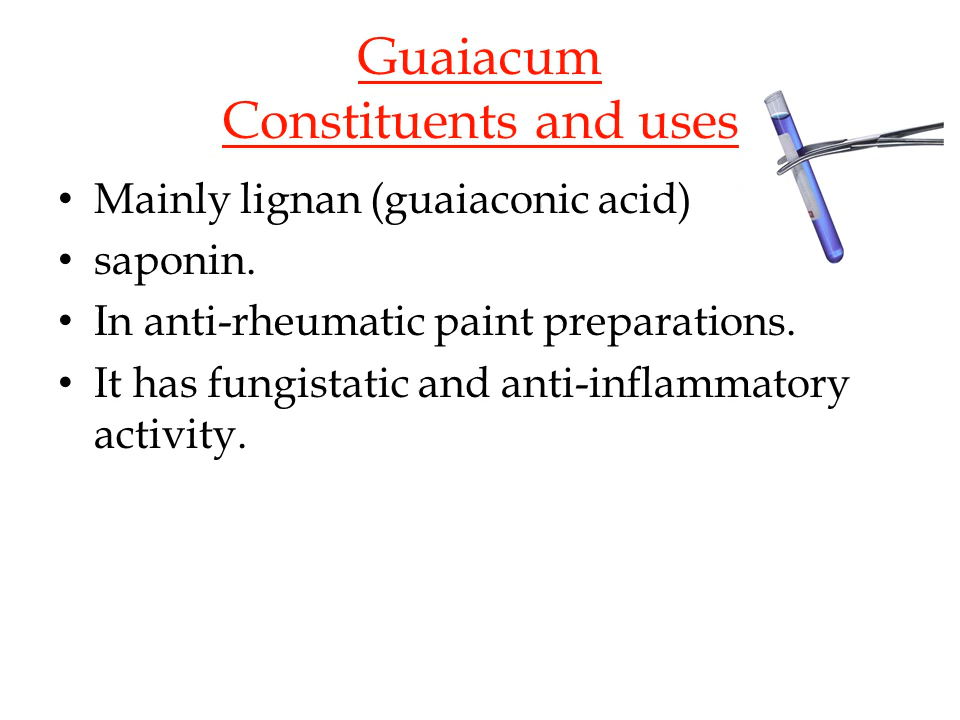 Guaiacum
Constituents and uses
• Mainly lignan (guaiaconic acid)
• saponin.
• In anti-rheumatic paint preparations.
• It has fungistatic and anti-inflammatory
activity.